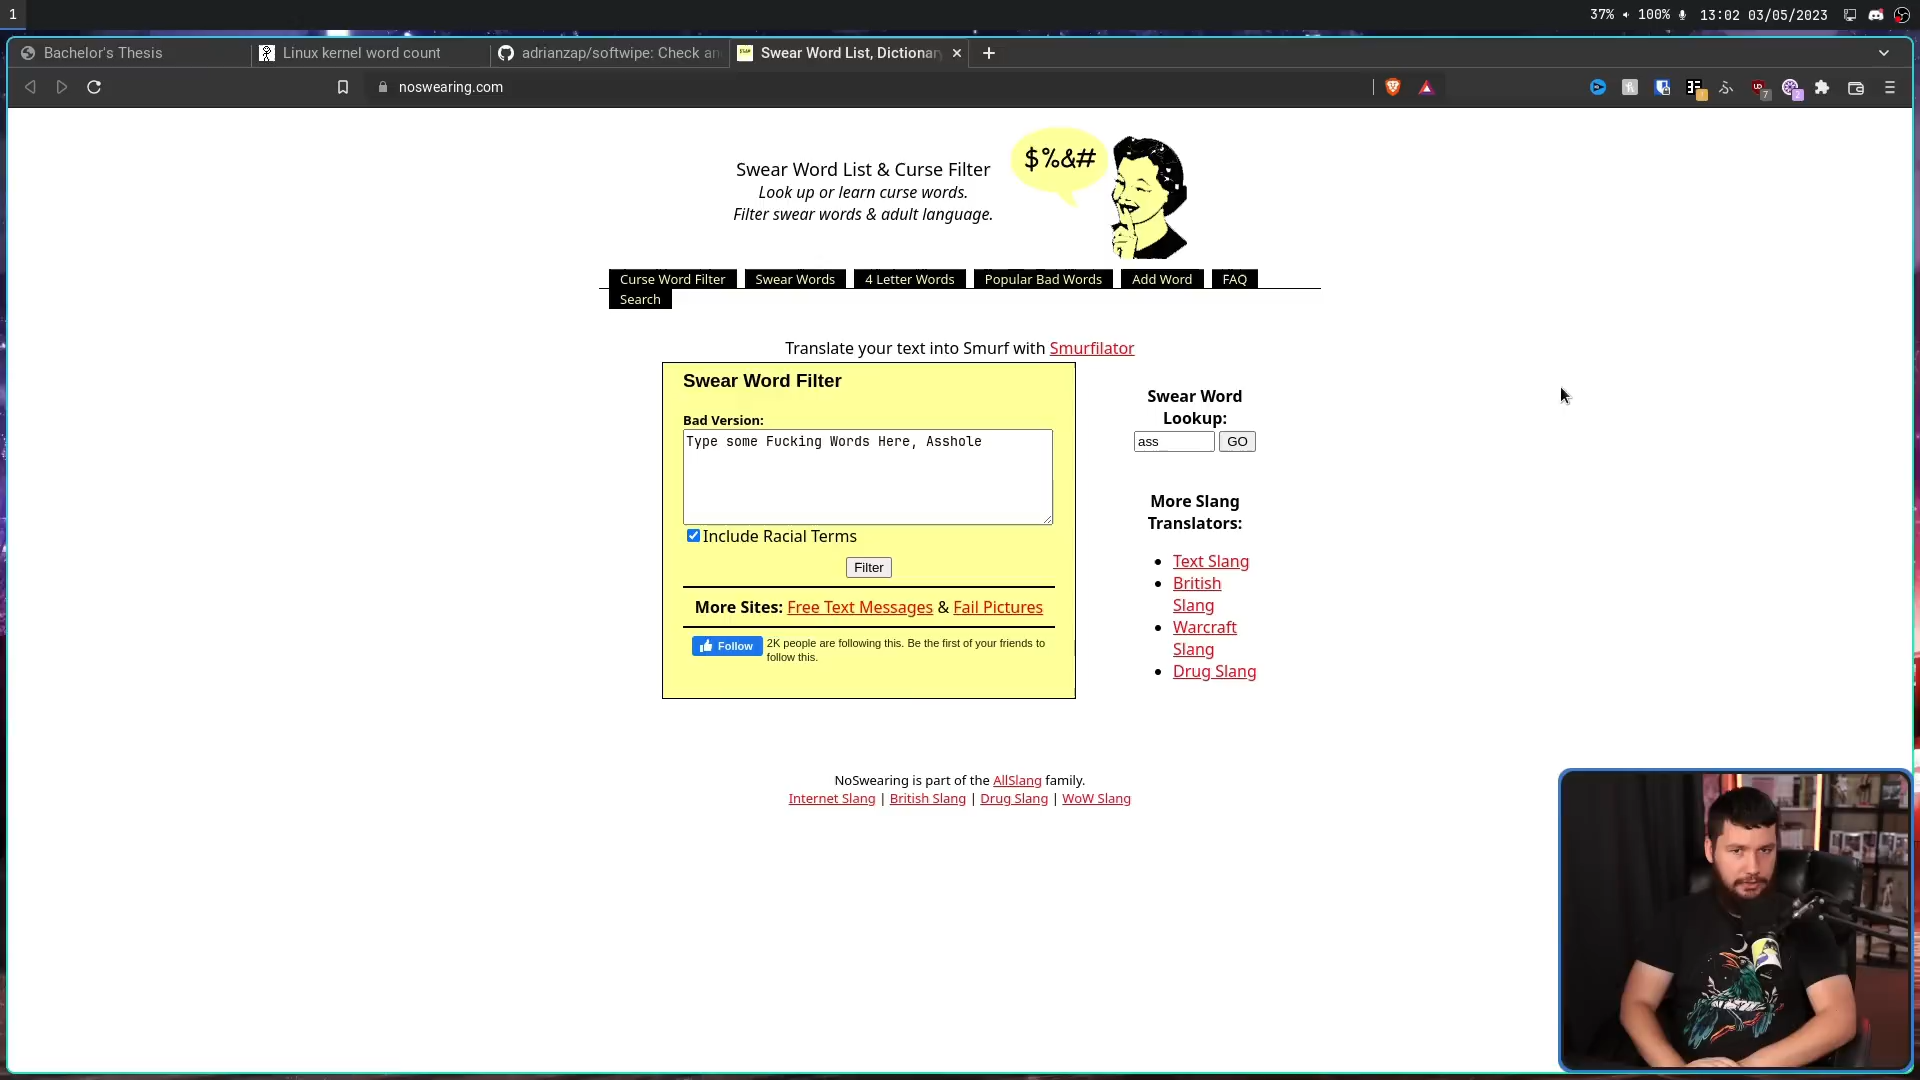 1
37%
100%
13:02 03/05/2023
Bachelor's Thesis
Linux kernel word count
adrianzap/softwipe: Check an
Swear Word List, Dictionary
noswearing.com
7
2
$%&#
Swear Word List & Curse Filter
Look up or learn curse words.
Filter swear words & adult language.
Curse Word Filter
Swear Words
4 Letter Words
Popular Bad Words
Add Word
FAQ
Search
Translate your text into Smurf with Smurfilator
Swear Word Filter
Bad Version:
Type some Fucking Words Here, Asshole
Include Racial Terms
Filter
More Sites: Free Text Messages & Fail Pictures
Follow
2K people are following this. Be the first of your friends to
follow this.
Swear Word
Lookup:
ass
GO
More Slang
Translators:
Text Slang
British
Slang
Warcraft
Slang
Drug Slang
NoSwearing is part of the AllSlang family.
Internet Slang | British Slang | Drug Slang | WoW Slang